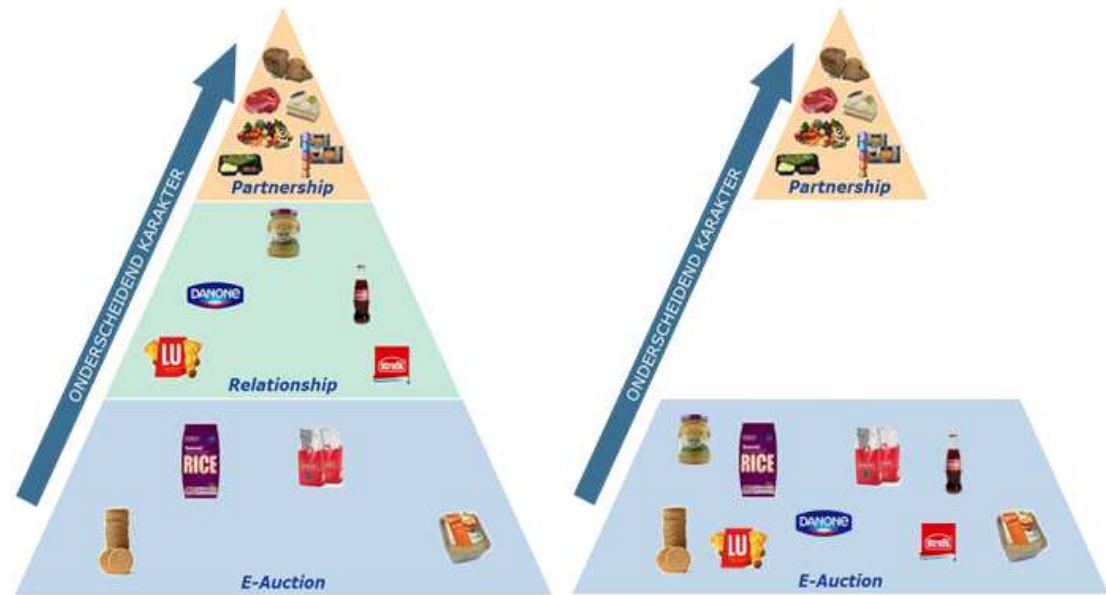 ONDERSCHEIDEND KARAKTER
Partnership
DANONE
LU
Relationship
RICE
E-Auction
ONDERSCHEIDEND KARAKTER
Partnership
RICE
DANONE
LU
E-Auction